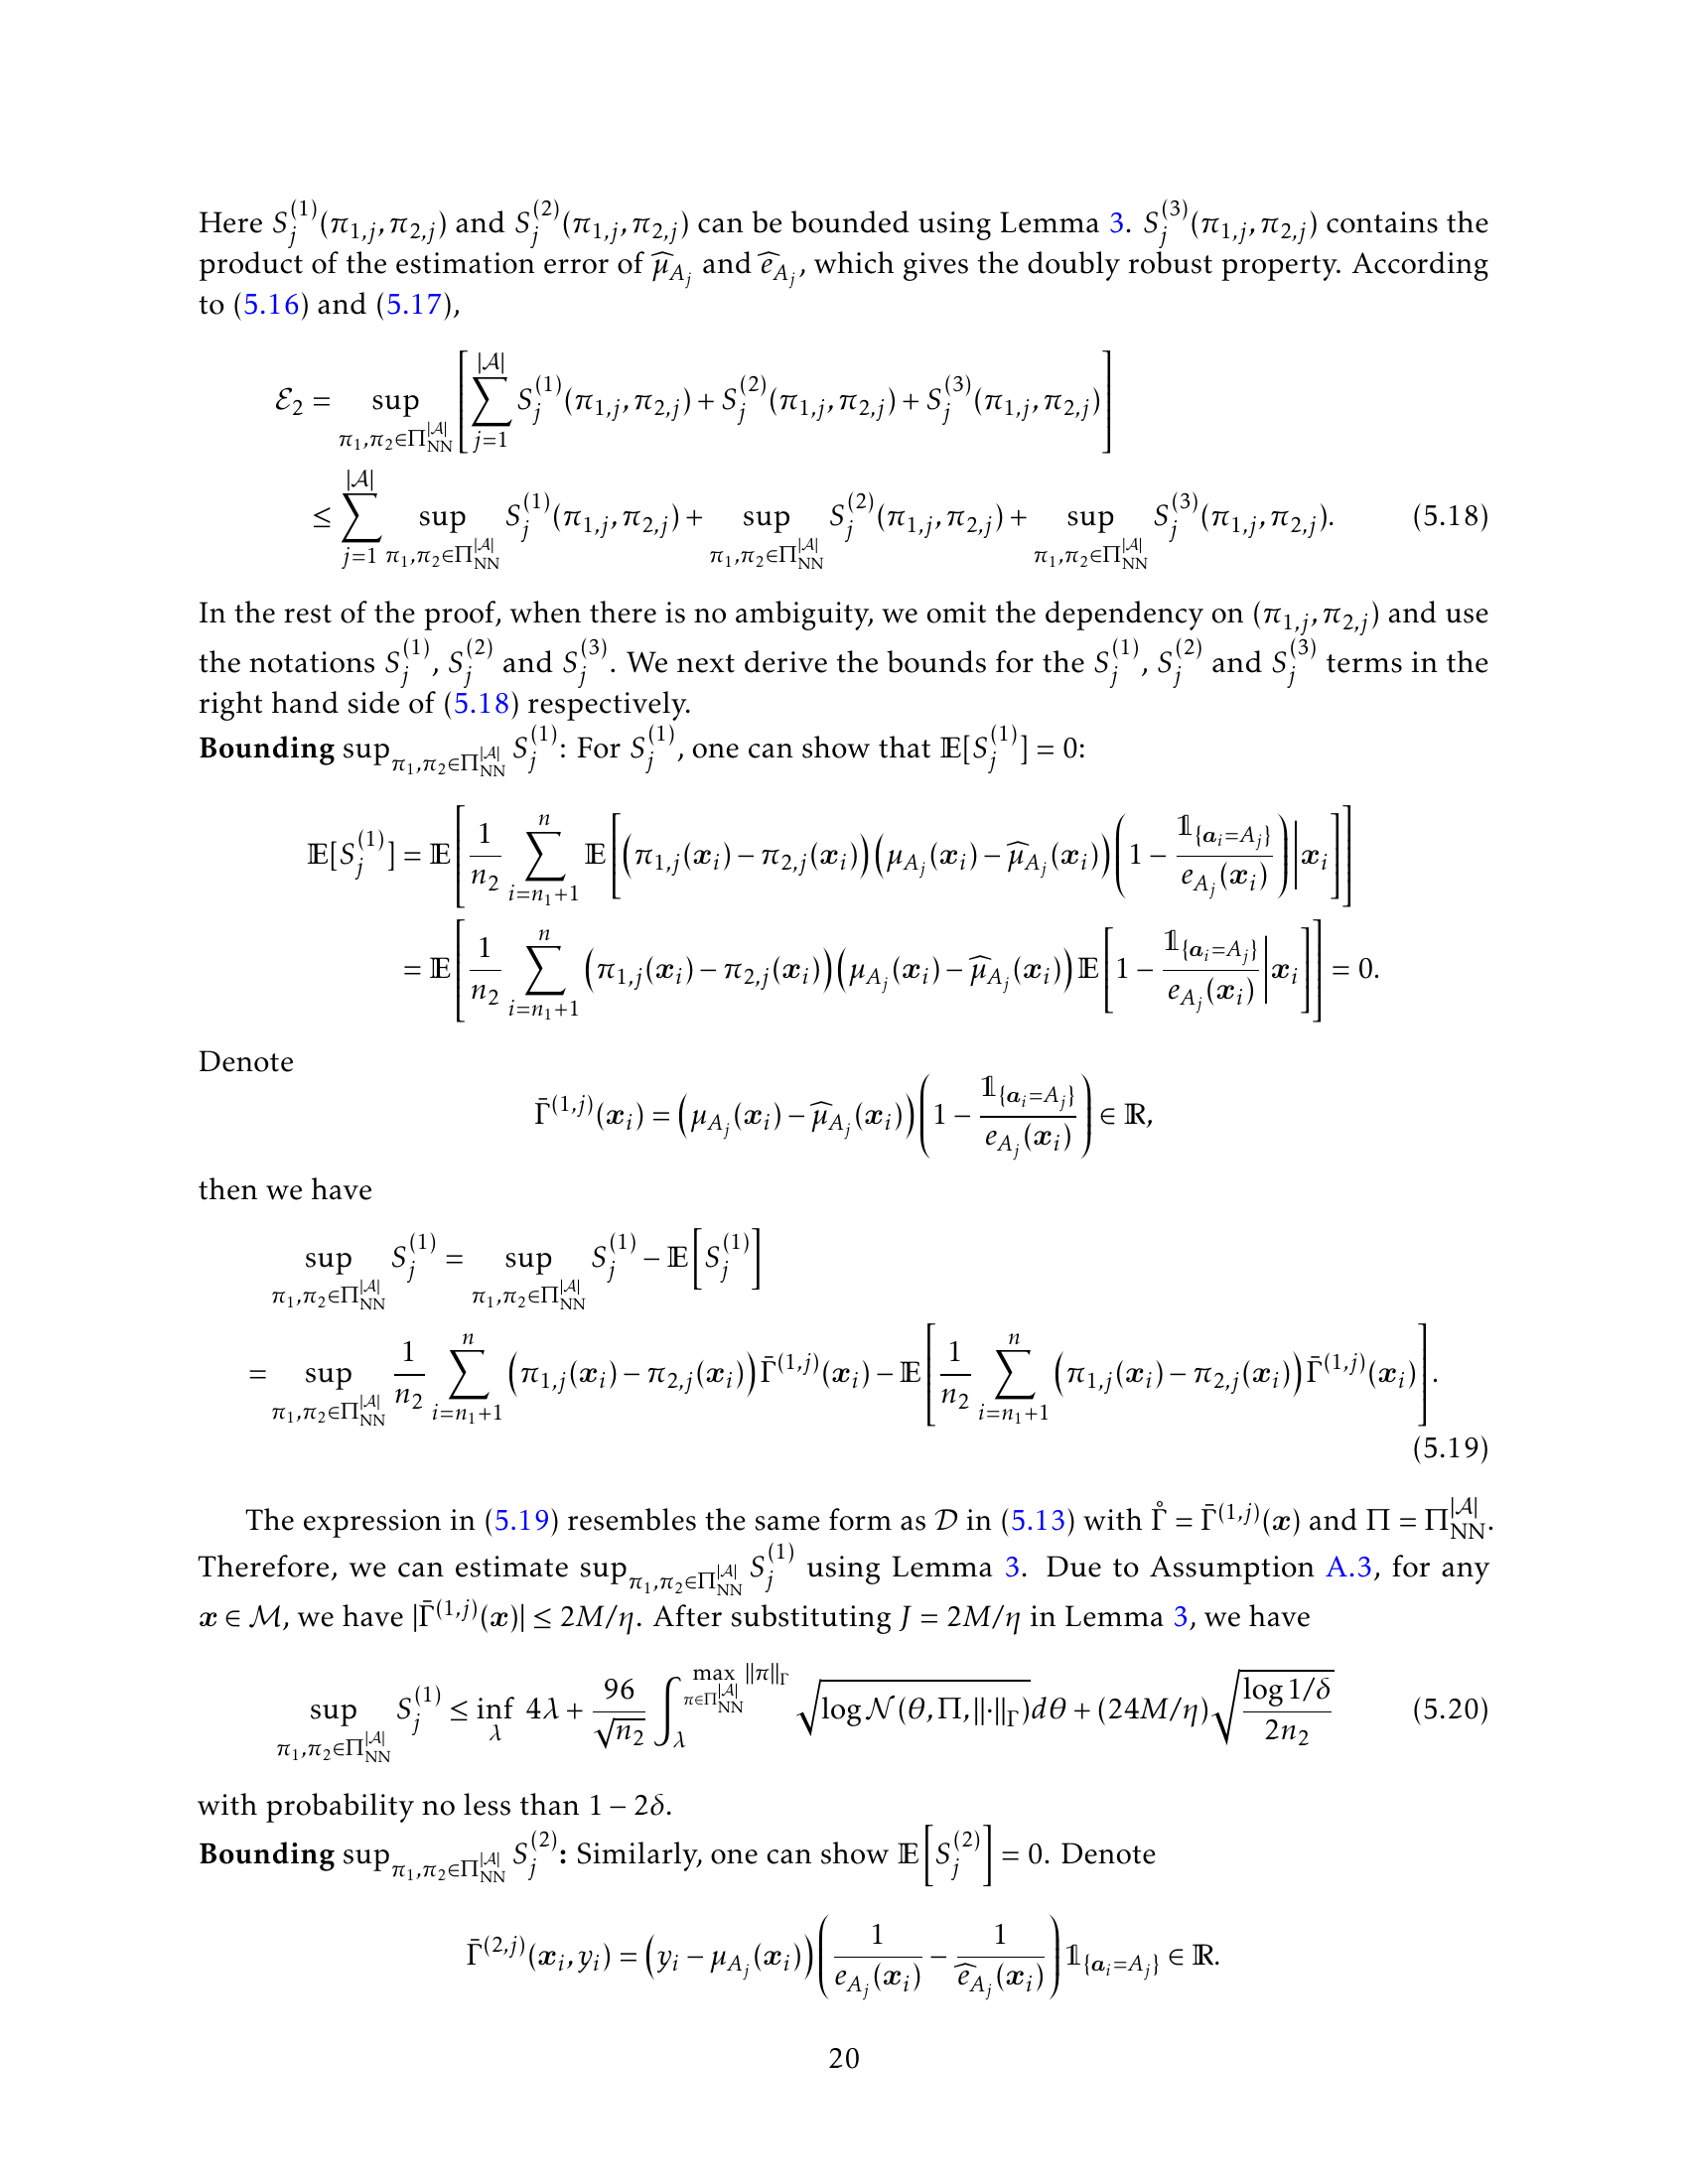 Here $S_j^{(1)}(\pi_{1,j}, \pi_{2,j})$ and $S_j^{(2)}(\pi_{1,j}, \pi_{2,j})$ can be bounded using Lemma 3. $S_j^{(3)}(\pi_{1,j}, \pi_{2,j})$ contains the
product of the estimation error of $\widehat{\mu}_{A_j}$ and $\widehat{e}_{A_j}$, which gives the doubly robust property. According
to (5.16) and (5.17),
$\mathcal{E}_2 = \sup_{\pi_1,\pi_2 \in \Pi_{\mathrm{NN}}^{|\mathcal{A}|}} \left[ \sum_{j=1}^{|\mathcal{A}|} S_j^{(1)}(\pi_{1,j}, \pi_{2,j}) + S_j^{(2)}(\pi_{1,j}, \pi_{2,j}) + S_j^{(3)}(\pi_{1,j}, \pi_{2,j}) \right]$
$\leq \sum_{j=1}^{|\mathcal{A}|} \sup_{\pi_1,\pi_2 \in \Pi_{\mathrm{NN}}^{|\mathcal{A}|}} S_j^{(1)}(\pi_{1,j}, \pi_{2,j}) + \sup_{\pi_1,\pi_2 \in \Pi_{\mathrm{NN}}^{|\mathcal{A}|}} S_j^{(2)}(\pi_{1,j}, \pi_{2,j}) + \sup_{\pi_1,\pi_2 \in \Pi_{\mathrm{NN}}^{|\mathcal{A}|}} S_j^{(3)}(\pi_{1,j}, \pi_{2,j}).$ (5.18)
In the rest of the proof, when there is no ambiguity, we omit the dependency on $(\pi_{1,j}, \pi_{2,j})$ and use
the notations $S_j^{(1)}$, $S_j^{(2)}$ and $S_j^{(3)}$. We next derive the bounds for the $S_j^{(1)}$, $S_j^{(2)}$ and $S_j^{(3)}$ terms in the
right hand side of (5.18) respectively.
**Bounding** $\sup_{\pi_1,\pi_2 \in \Pi_{\mathrm{NN}}^{|\mathcal{A}|}} S_j^{(1)}$: For $S_j^{(1)}$, one can show that $\mathbb{E}[S_j^{(1)}] = 0$:
$\mathbb{E}[S_j^{(1)}] = \mathbb{E}\left[ \frac{1}{n_2} \sum_{i=n_1+1}^{n} \mathbb{E}\left[ \left(\pi_{1,j}(\boldsymbol{x}_i) - \pi_{2,j}(\boldsymbol{x}_i)\right) \left(\mu_{A_j}(\boldsymbol{x}_i) - \widehat{\mu}_{A_j}(\boldsymbol{x}_i)\right) \left(1 - \frac{\mathbb{1}_{\{\boldsymbol{a}_i = A_j\}}}{e_{A_j}(\boldsymbol{x}_i)}\right) \middle| \boldsymbol{x}_i \right] \right]$
$= \mathbb{E}\left[ \frac{1}{n_2} \sum_{i=n_1+1}^{n} \left(\pi_{1,j}(\boldsymbol{x}_i) - \pi_{2,j}(\boldsymbol{x}_i)\right) \left(\mu_{A_j}(\boldsymbol{x}_i) - \widehat{\mu}_{A_j}(\boldsymbol{x}_i)\right) \mathbb{E}\left[ 1 - \frac{\mathbb{1}_{\{\boldsymbol{a}_i = A_j\}}}{e_{A_j}(\boldsymbol{x}_i)} \middle| \boldsymbol{x}_i \right] \right] = 0.$
Denote
$\bar{\Gamma}^{(1,j)}(\boldsymbol{x}_i) = \left(\mu_{A_j}(\boldsymbol{x}_i) - \widehat{\mu}_{A_j}(\boldsymbol{x}_i)\right) \left(1 - \frac{\mathbb{1}_{\{\boldsymbol{a}_i = A_j\}}}{e_{A_j}(\boldsymbol{x}_i)}\right) \in \mathbb{R},$
then we have
$\sup_{\pi_1,\pi_2 \in \Pi_{\mathrm{NN}}^{|\mathcal{A}|}} S_j^{(1)} = \sup_{\pi_1,\pi_2 \in \Pi_{\mathrm{NN}}^{|\mathcal{A}|}} S_j^{(1)} - \mathbb{E}\left[S_j^{(1)}\right]$
$= \sup_{\pi_1,\pi_2 \in \Pi_{\mathrm{NN}}^{|\mathcal{A}|}} \frac{1}{n_2} \sum_{i=n_1+1}^{n} \left(\pi_{1,j}(\boldsymbol{x}_i) - \pi_{2,j}(\boldsymbol{x}_i)\right) \bar{\Gamma}^{(1,j)}(\boldsymbol{x}_i) - \mathbb{E}\left[ \frac{1}{n_2} \sum_{i=n_1+1}^{n} \left(\pi_{1,j}(\boldsymbol{x}_i) - \pi_{2,j}(\boldsymbol{x}_i)\right) \bar{\Gamma}^{(1,j)}(\boldsymbol{x}_i) \right].$
(5.19)
The expression in (5.19) resembles the same form as $\mathcal{D}$ in (5.13) with $\mathring{\Gamma} = \bar{\Gamma}^{(1,j)}(\boldsymbol{x})$ and $\Pi = \Pi_{\mathrm{NN}}^{|\mathcal{A}|}$.
Therefore, we can estimate $\sup_{\pi_1,\pi_2 \in \Pi_{\mathrm{NN}}^{|\mathcal{A}|}} S_j^{(1)}$ using Lemma 3. Due to Assumption A.3, for any
$\boldsymbol{x} \in \mathcal{M}$, we have $|\bar{\Gamma}^{(1,j)}(\boldsymbol{x})| \leq 2M/\eta$. After substituting $J = 2M/\eta$ in Lemma 3, we have
$\sup_{\pi_1,\pi_2 \in \Pi_{\mathrm{NN}}^{|\mathcal{A}|}} S_j^{(1)} \leq \inf_{\lambda} 4\lambda + \frac{96}{\sqrt{n_2}} \int_{\lambda}^{\max_{\pi \in \Pi_{\mathrm{NN}}^{|\mathcal{A}|}} \|\pi\|_{\Gamma}} \sqrt{\log \mathcal{N}(\theta, \Pi, \|\cdot\|_{\Gamma})} d\theta + (24M/\eta) \sqrt{\frac{\log 1/\delta}{2n_2}}$ (5.20)
with probability no less than $1 - 2\delta$.
**Bounding** $\sup_{\pi_1,\pi_2 \in \Pi_{\mathrm{NN}}^{|\mathcal{A}|}} S_j^{(2)}$**:** Similarly, one can show $\mathbb{E}\left[S_j^{(2)}\right] = 0$. Denote
$\bar{\Gamma}^{(2,j)}(\boldsymbol{x}_i, y_i) = \left(y_i - \mu_{A_j}(\boldsymbol{x}_i)\right) \left(\frac{1}{e_{A_j}(\boldsymbol{x}_i)} - \frac{1}{\widehat{e}_{A_j}(\boldsymbol{x}_i)}\right) \mathbb{1}_{\{\boldsymbol{a}_i = A_j\}} \in \mathbb{R}.$
20